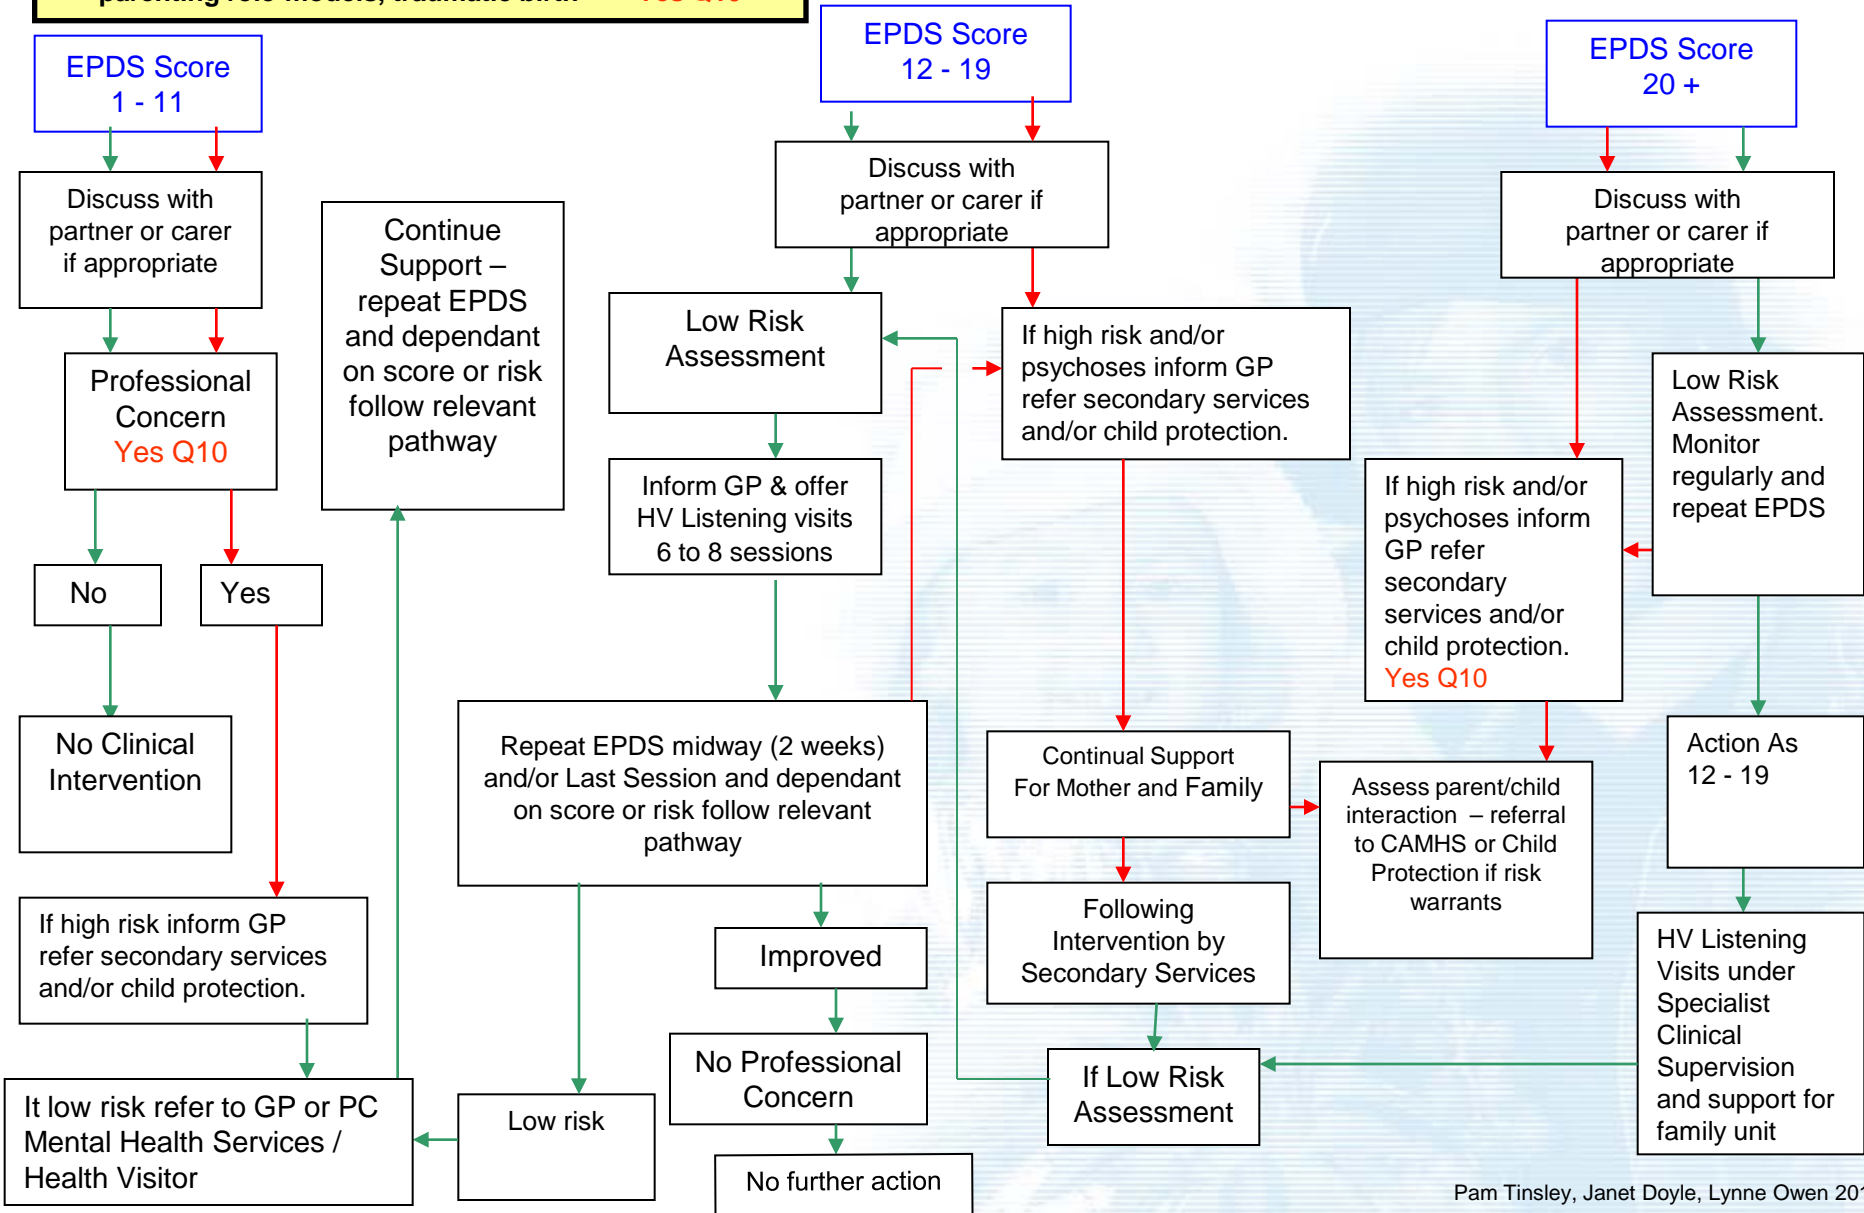 EPDS Score
1 - 11
Discuss with
partner or carer
if appropriate
Professional
Concern
Yes Q10
No
Yes
No Clinical
Intervention
If high risk inform GP
refer secondary services
and/or child protection.
It low risk refer to GP or PC
Mental Health Services /
Health Visitor
Continue
Support –
repeat EPDS
and dependant
on score or risk
follow relevant
pathway
EPDS Score
12 - 19
Discuss with
partner or carer if
appropriate
Low Risk
Assessment
Inform GP & offer
HV Listening visits
6 to 8 sessions
Repeat EPDS midway (2 weeks)
and/or Last Session and dependant
on score or risk follow relevant
pathway
Low risk
Improved
No Professional
Concern
No further action
If high risk and/or
psychoses inform GP
refer secondary services
and/or child protection.
Continual Support
For Mother and Family
Following
Intervention by
Secondary Services
If Low Risk
Assessment
EPDS Score
20 +
Discuss with
partner or carer if
appropriate
If high risk and/or
psychoses inform
GP refer
secondary
services and/or
child protection.
Yes Q10
Assess parent/child
interaction – referral
to CAMHS or Child
Protection if risk
warrants
Low Risk
Assessment.
Monitor
regularly and
repeat EPDS
Action As
12 - 19
HV Listening
Visits under
Specialist
Clinical
Supervision
and support for
family unit
Pam Tinsley, Janet Doyle, Lynne Owen